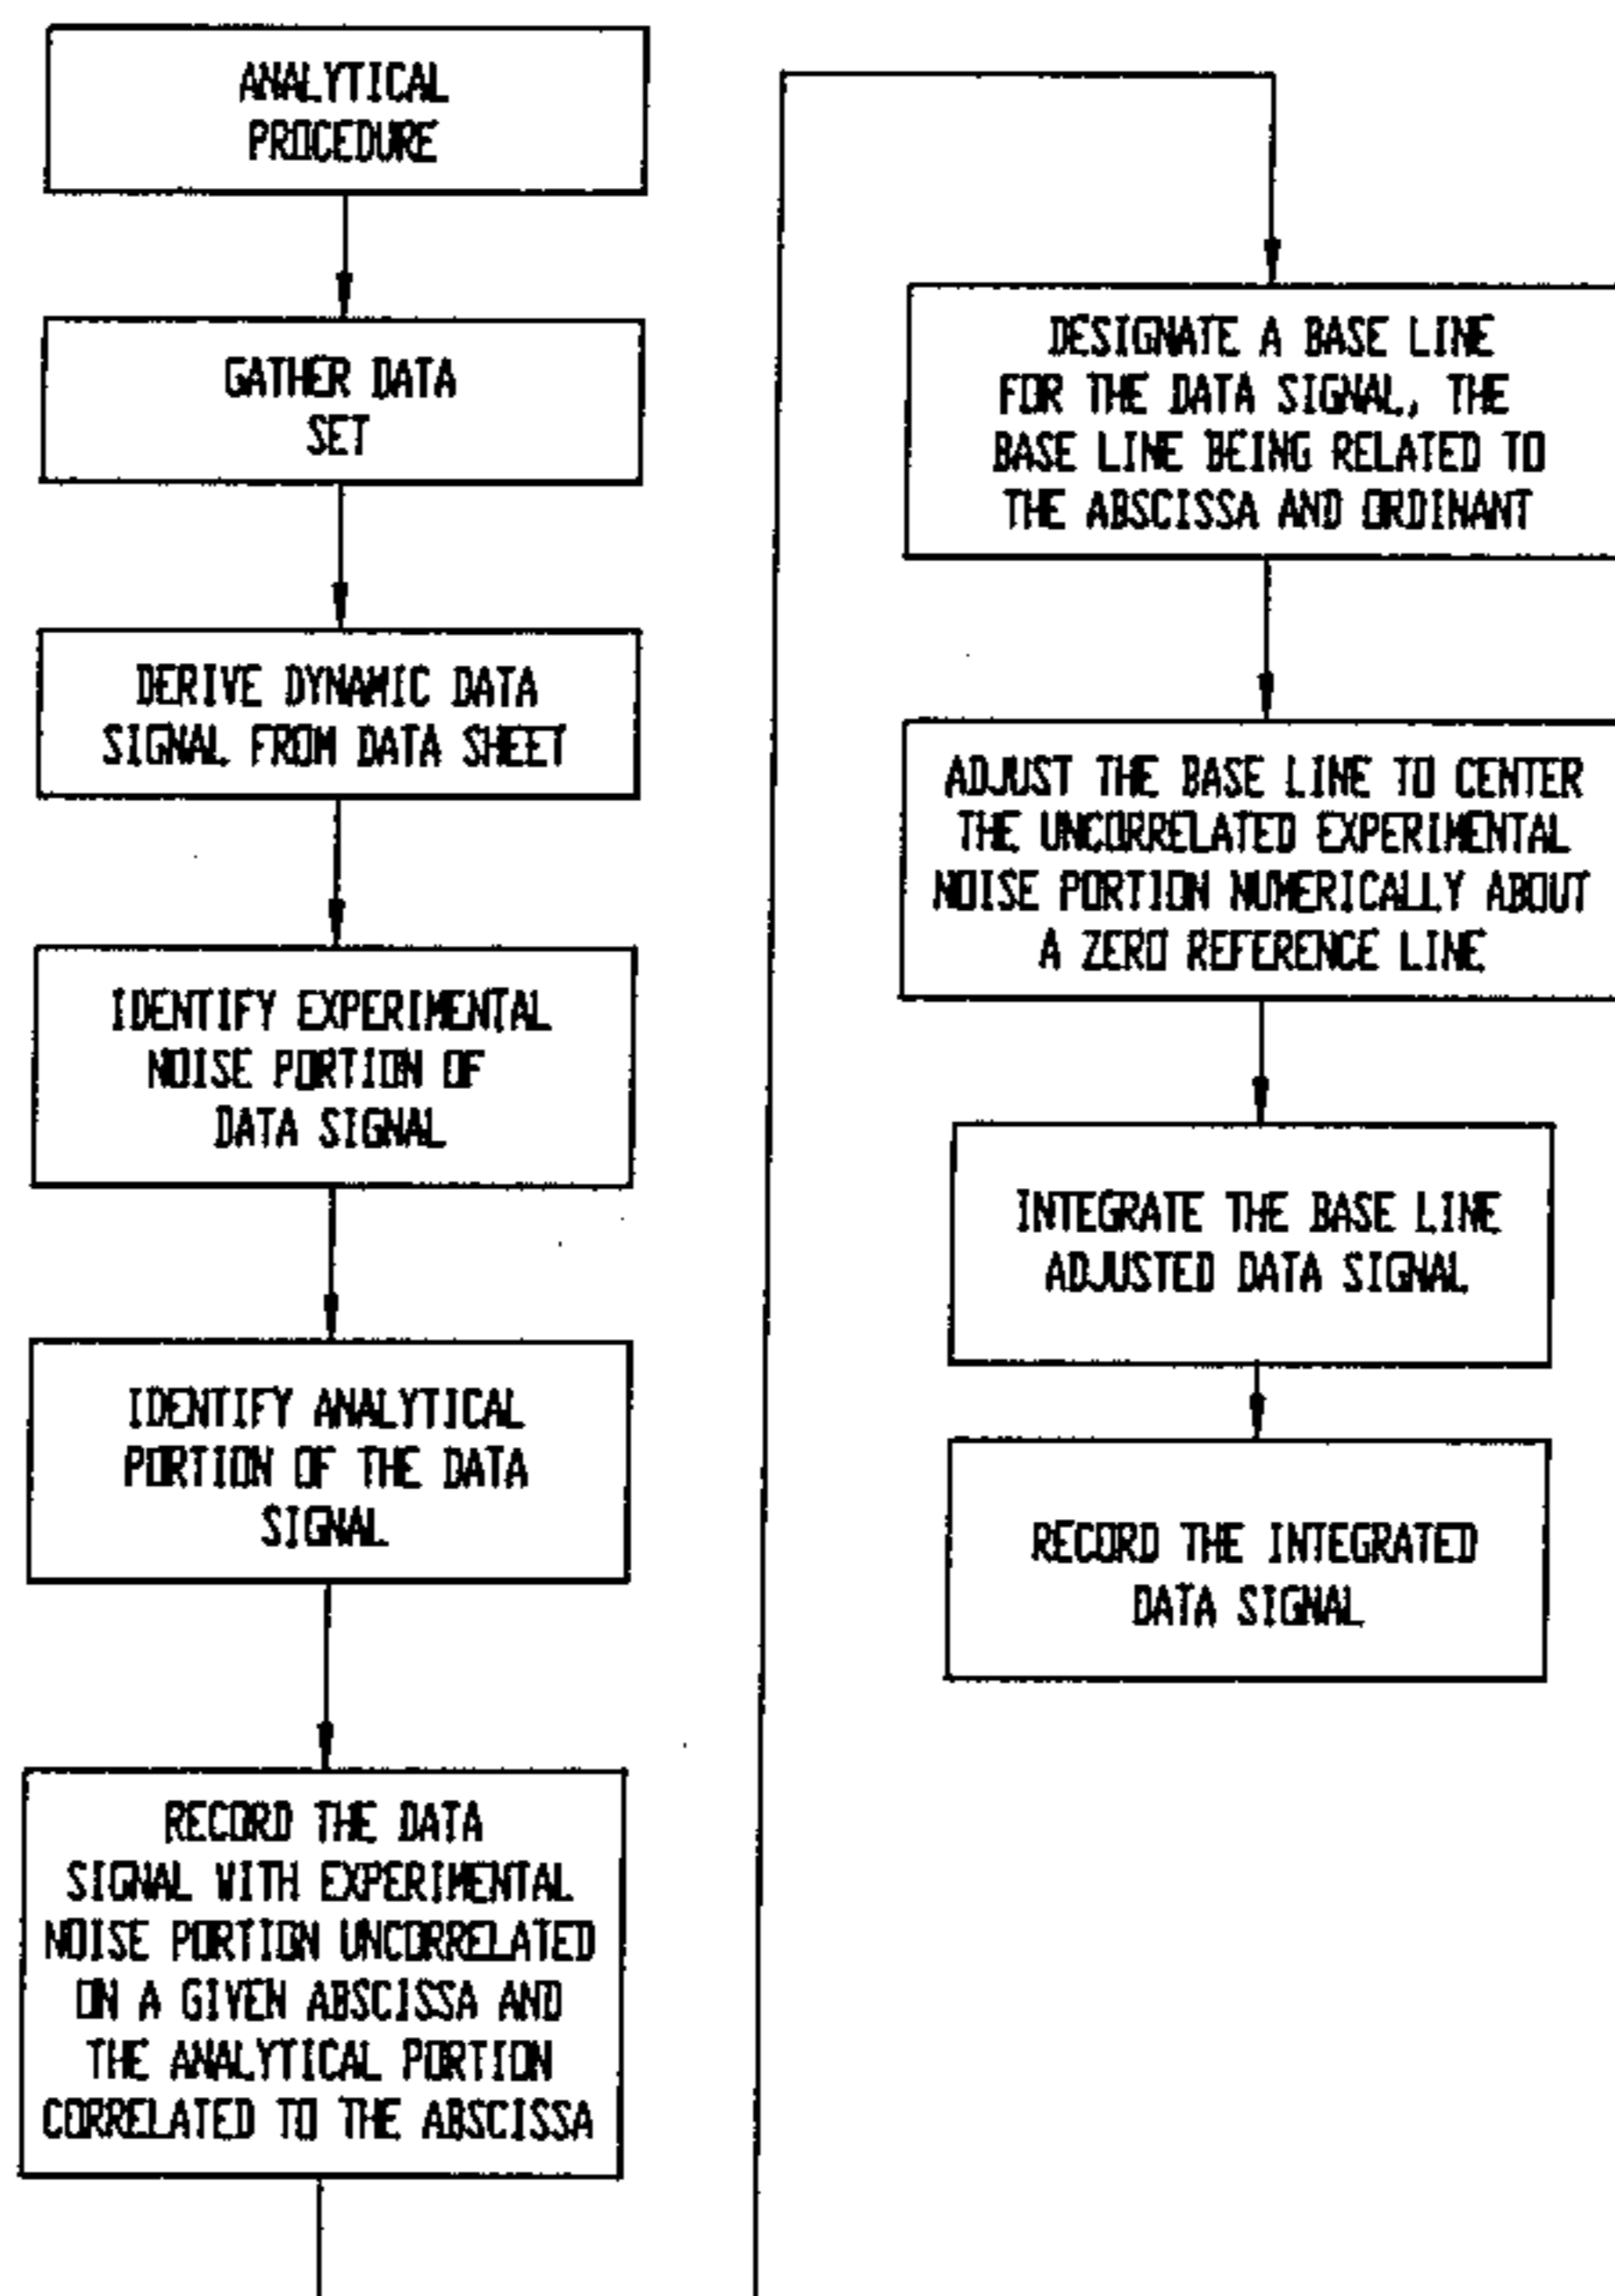 ANALYTICAL
PROCEDURE
GATHER DATA
SET
DERIVE DYNAMIC DATA
SIGNAL FROM DATA SHEET
IDENTIFY EXPERIMENTAL
NOISE PORTION OF
DATA SIGNAL
IDENTIFY ANALYTICAL
PORTION OF THE DATA
SIGNAL
RECORD THE DATA
SIGNAL WITH EXPERIMENTAL
NOISE PORTION UNCORRELATED
ON A GIVEN ABSCISSA AND
THE ANALYTICAL PORTION
CORRELATED TO THE ABSCISSA
DESIGNATE A BASE LINE
FOR THE DATA SIGNAL, THE
BASE LINE BEING RELATED TO
THE ABSCISSA AND ORDINANT
ADJUST THE BASE LINE TO CENTER
THE UNCORRELATED EXPERIMENTAL
NOISE PORTION NUMERICALLY ABOUT
A ZERO REFERENCE LINE
INTEGRATE THE BASE LINE
ADJUSTED DATA SIGNAL
RECORD THE INTEGRATED
DATA SIGNAL